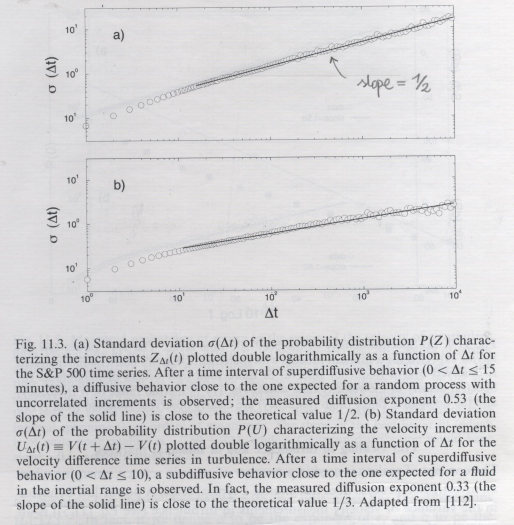 a)
10¹
10⁰
10¹
σ (Δt)
slope = 1/2
b)
10¹
10⁰
10¹
σ (Δt)
10⁰ 10¹ 10² 10³ 10⁴
Δt
Fig. 11.3. (a) Standard deviation σ(Δt) of the probability distribution P(Z) charac-
terizing the increments Z_Δt(t) plotted double logarithmically as a function of Δt for
the S&P 500 time series. After a time interval of superdiffusive behavior (0 < Δt ≤ 15
minutes), a diffusive behavior close to the one expected for a random process with
uncorrelated increments is observed; the measured diffusion exponent 0.53 (the
slope of the solid line) is close to the theoretical value 1/2. (b) Standard deviation
σ(Δt) of the probability distribution P(U) characterizing the velocity increments
U_Δt(t) ≡ V(t + Δt) − V(t) plotted double logarithmically as a function of Δt for the
velocity difference time series in turbulence. After a time interval of superdiffusive
behavior (0 < Δt ≤ 10), a subdiffusive behavior close to the one expected for a fluid
in the inertial range is observed. In fact, the measured diffusion exponent 0.33 (the
slope of the solid line) is close to the theoretical value 1/3. Adapted from [112].